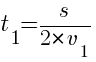 t₁ = s / (2 × v₁)